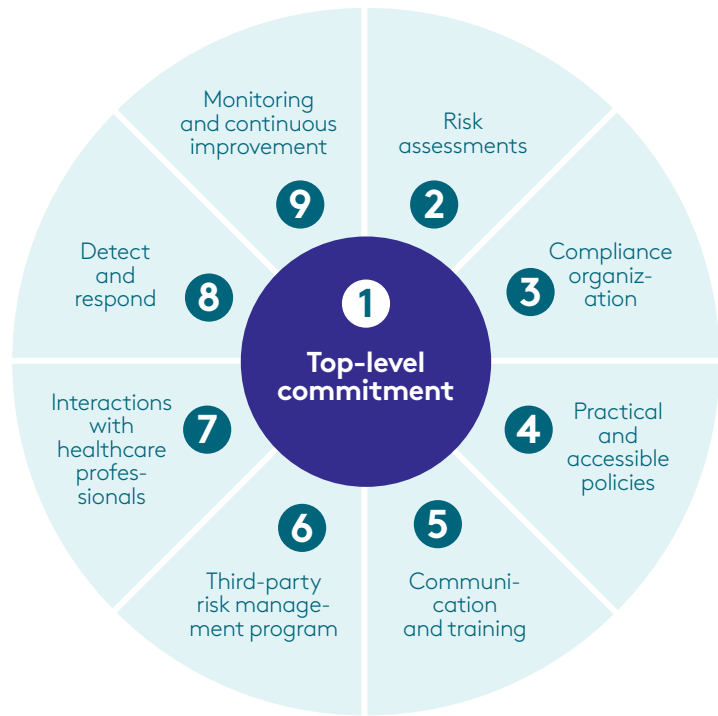 1
Top-level
commitment
2
Risk
assessments
3
Compliance
organiz-
ation
4
Practical
and
accessible
policies
5
Communi-
cation
and training
6
Third-party
risk manage-
ment program
7
Interactions
with
healthcare
profes-
sionals
8
Detect
and
respond
9
Monitoring
and continuous
improvement